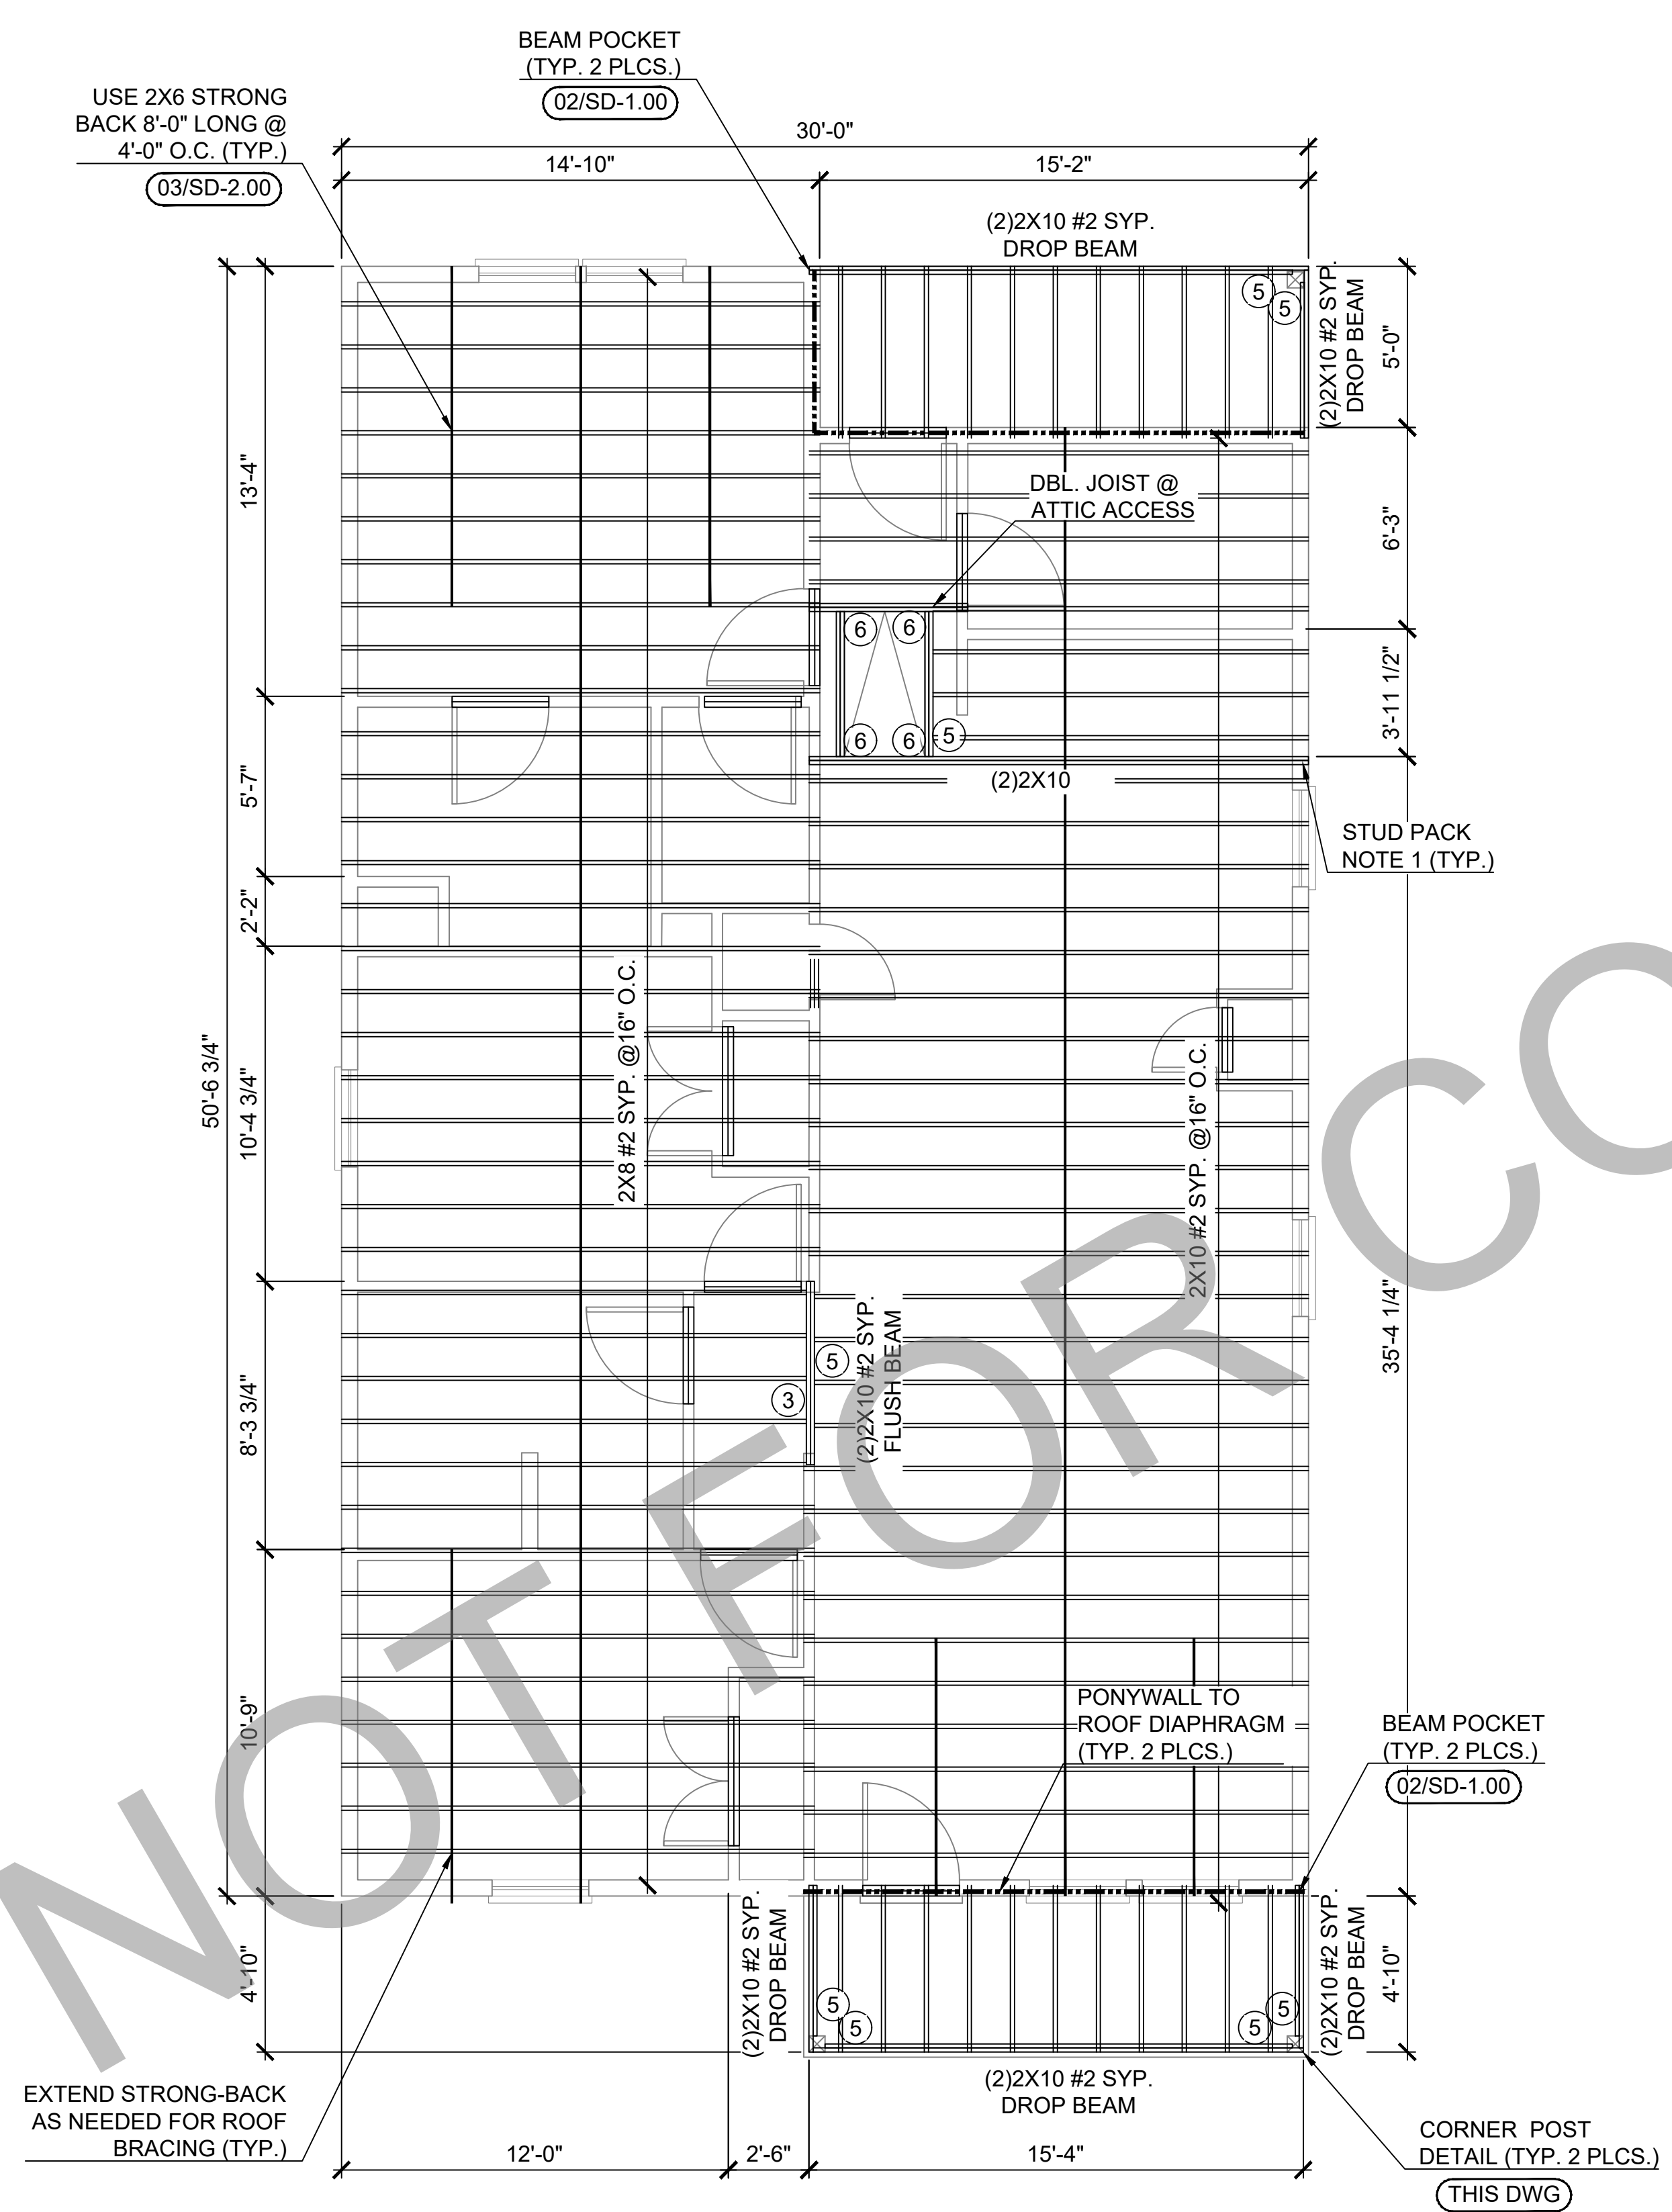 BEAM POCKET
(TYP. 2 PLCS.)
02/SD-1.00
USE 2X6 STRONG
BACK 8'-0" LONG @
4'-0" O.C. (TYP.)
03/SD-2.00
30'-0"
14'-10"
15'-2"
(2)2X10 #2 SYP.
DROP BEAM
(2)2X10 #2 SYP.
DROP BEAM
5'-0"
5
5
13'-4"
DBL. JOIST @
ATTIC ACCESS
6'-3"
6
6
6
6
5
3'-11 1/2"
(2)2X10
STUD PACK
NOTE 1 (TYP.)
5'-7"
2'-2"
50'-6 3/4"
10'-4 3/4"
2X8 #2 SYP. @16" O.C.
2X10 #2 SYP. @16" O.C.
35'-4 1/4"
(2)2X10 #2 SYP.
FLUSH BEAM
5
3
8'-3 3/4"
10'-9"
PONYWALL TO
ROOF DIAPHRAGM
(TYP. 2 PLCS.)
BEAM POCKET
(TYP. 2 PLCS.)
02/SD-1.00
4'-10"
(2)2X10 #2 SYP.
DROP BEAM
5
5
5
5
(2)2X10 #2 SYP.
DROP BEAM
4'-10"
(2)2X10 #2 SYP.
DROP BEAM
EXTEND STRONG-BACK
AS NEEDED FOR ROOF
BRACING (TYP.)
12'-0"
2'-6"
15'-4"
CORNER POST
DETAIL (TYP. 2 PLCS.)
THIS DWG
NOT FOR CO